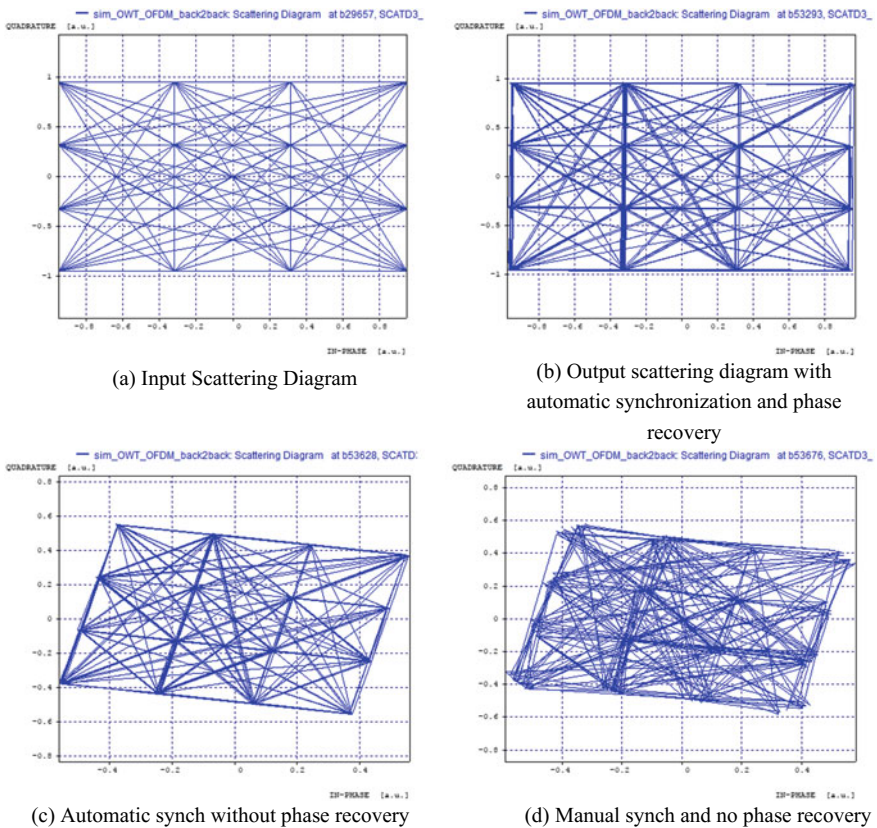 sim_OWT_OFDM_back2back: Scattering Diagram at b29657, SCATD3_
QUADRATURE [a.u.]
1
0.5
0
-0.5
-1
-0.8 -0.6 -0.4 -0.2 0 0.2 0.4 0.6 0.8
IN-PHASE [a.u.]
(a) Input Scattering Diagram
sim_OWT_OFDM_back2back: Scattering Diagram at b53293, SCATD3_
QUADRATURE [a.u.]
1
0.5
0
-0.5
-1
-0.8 -0.6 -0.4 -0.2 0 0.2 0.4 0.6 0.8
IN-PHASE [a.u.]
(b) Output scattering diagram with
automatic synchronization and phase
recovery
sim_OWT_OFDM_back2back: Scattering Diagram at b53628, SCATD3
QUADRATURE [a.u.]
0.8
0.6
0.4
0.2
0
-0.2
-0.4
-0.6
-0.8
-0.4 -0.2 0 0.2 0.4
IN-PHASE [a.u.]
(c) Automatic synch without phase recovery
sim_OWT_OFDM_back2back: Scattering Diagram at b53676, SCATD3_
QUADRATURE [a.u.]
0.8
0.6
0.4
0.2
0
-0.2
-0.4
-0.6
-0.8
-0.4 -0.2 0 0.2 0.4
IN-PHASE [a.u.]
(d) Manual synch and no phase recovery